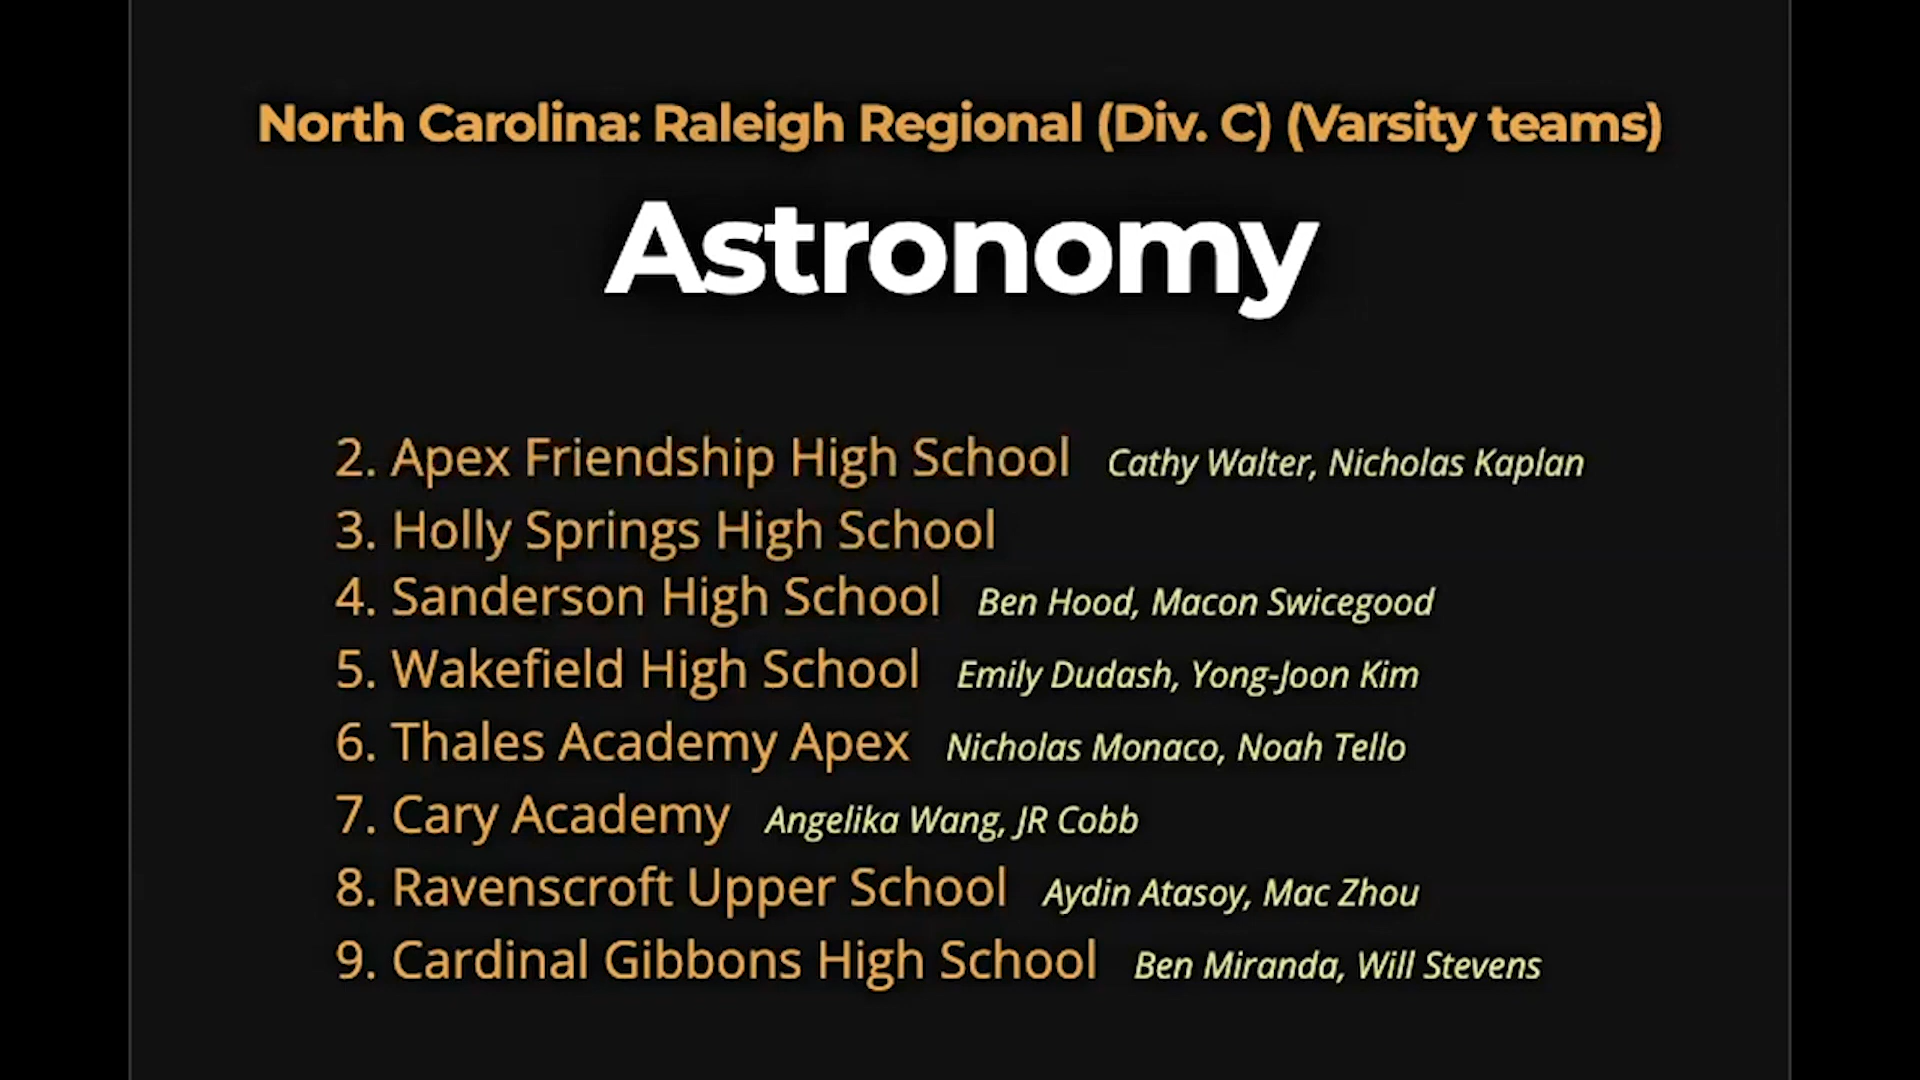 North Carolina: Raleigh Regional (Div. C) (Varsity teams)
Astronomy
2. Apex Friendship High School Cathy Walter, Nicholas Kaplan
3. Holly Springs High School
4. Sanderson High School Ben Hood, Macon Swicegood
5. Wakefield High School Emily Dudash, Yong-Joon Kim
6. Thales Academy Apex Nicholas Monaco, Noah Tello
7. Cary Academy Angelika Wang, JR Cobb
8. Ravenscroft Upper School Aydin Atasoy, Mac Zhou
9. Cardinal Gibbons High School Ben Miranda, Will Stevens